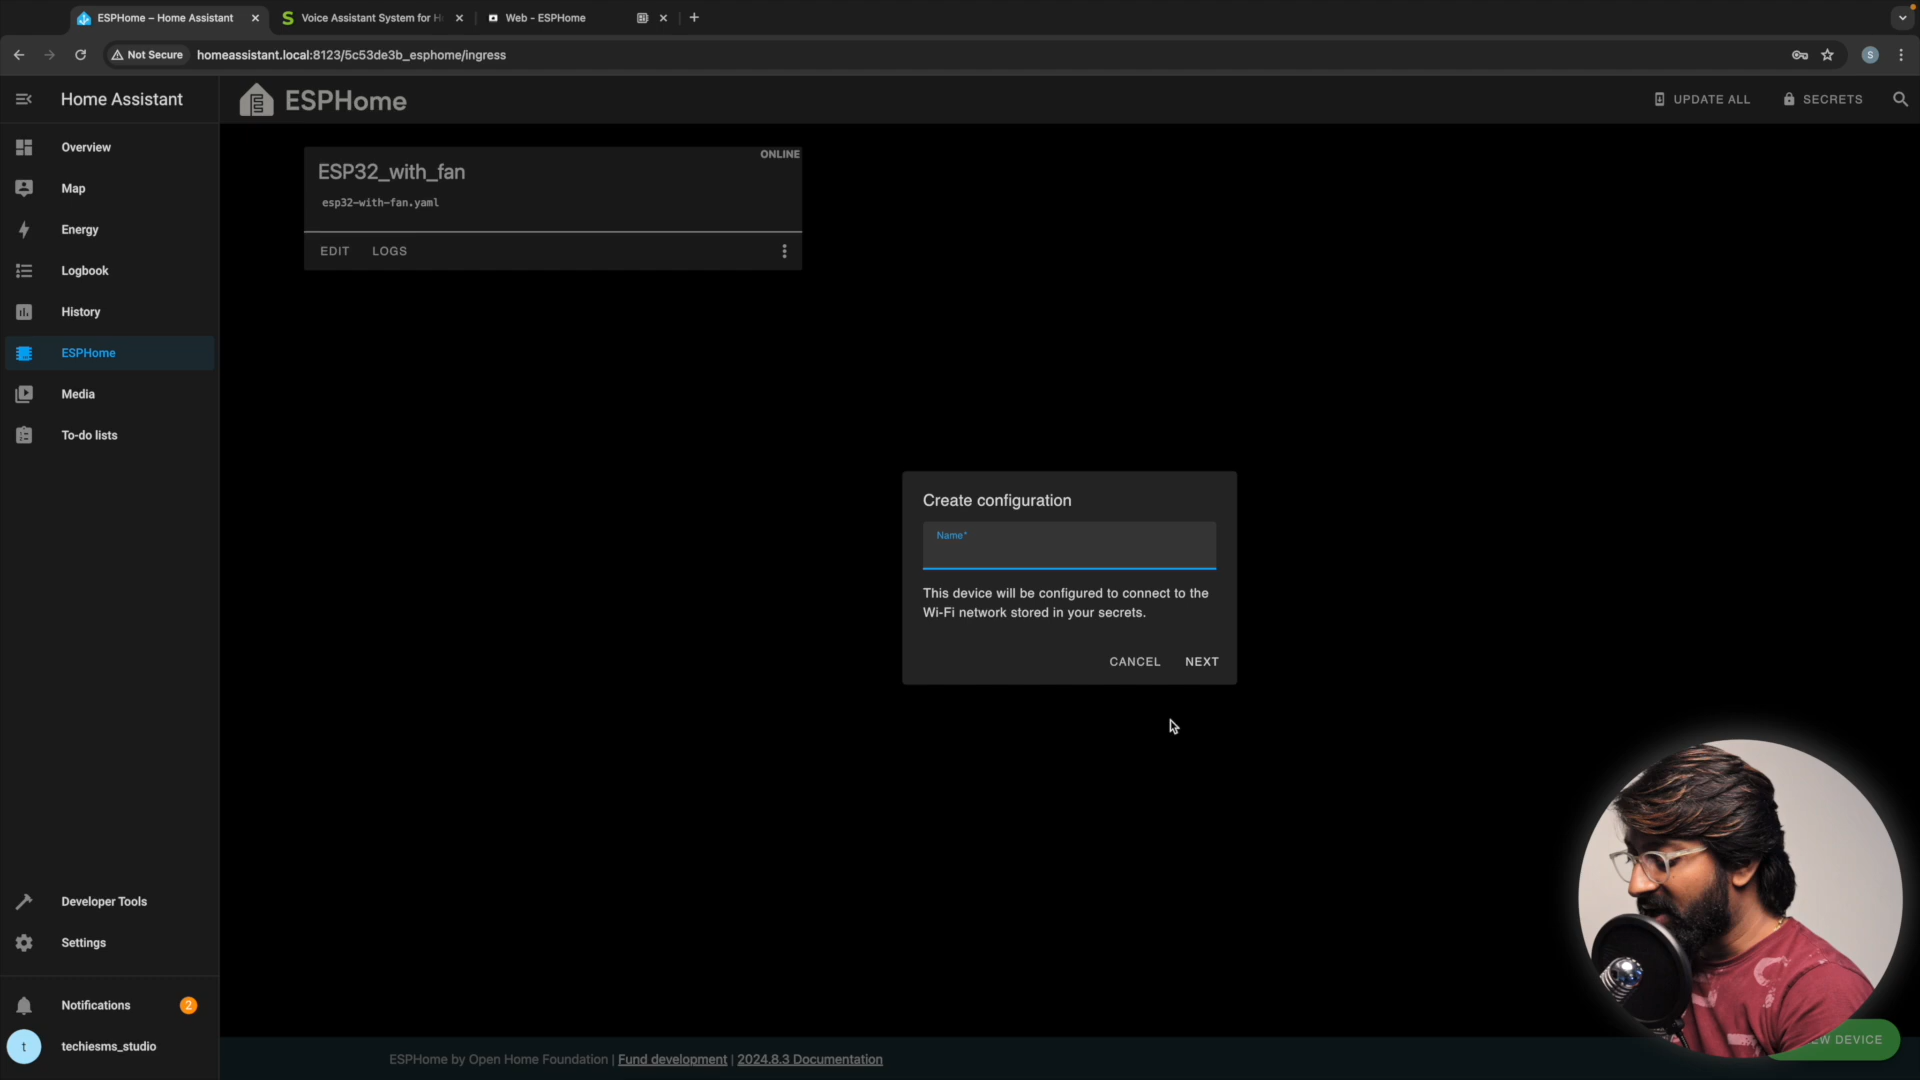 ESPHome – Home Assistant
Voice Assistant System for H
Web - ESPHome
Not Secure
homeassistant.local:8123/5c53de3b_esphome/ingress
S
Home Assistant
ESPHome
UPDATE ALL
SECRETS
Overview
Map
Energy
Logbook
History
ESPHome
Media
To-do lists
ONLINE
ESP32_with_fan
esp32-with-fan.yaml
EDIT
LOGS
Create configuration
Name*
This device will be configured to connect to the
Wi-Fi network stored in your secrets.
CANCEL
NEXT
Developer Tools
Settings
Notifications
2
t
techiesms_studio
ESPHome by Open Home Foundation | Fund development | 2024.8.3 Documentation
DEVICE